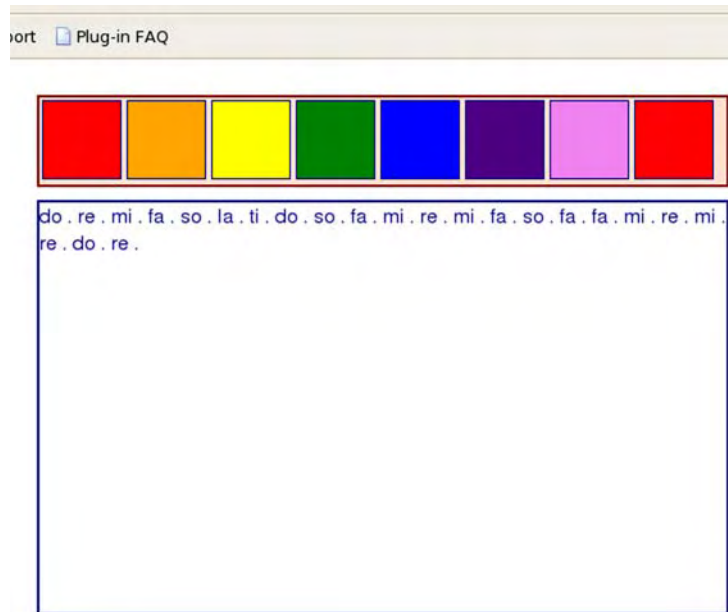 Plug-in FAQ
do . re . mi . fa . so . la . ti . do . so . fa . mi . re . mi . fa . so . fa . fa . mi . re . mi .
re . do . re .